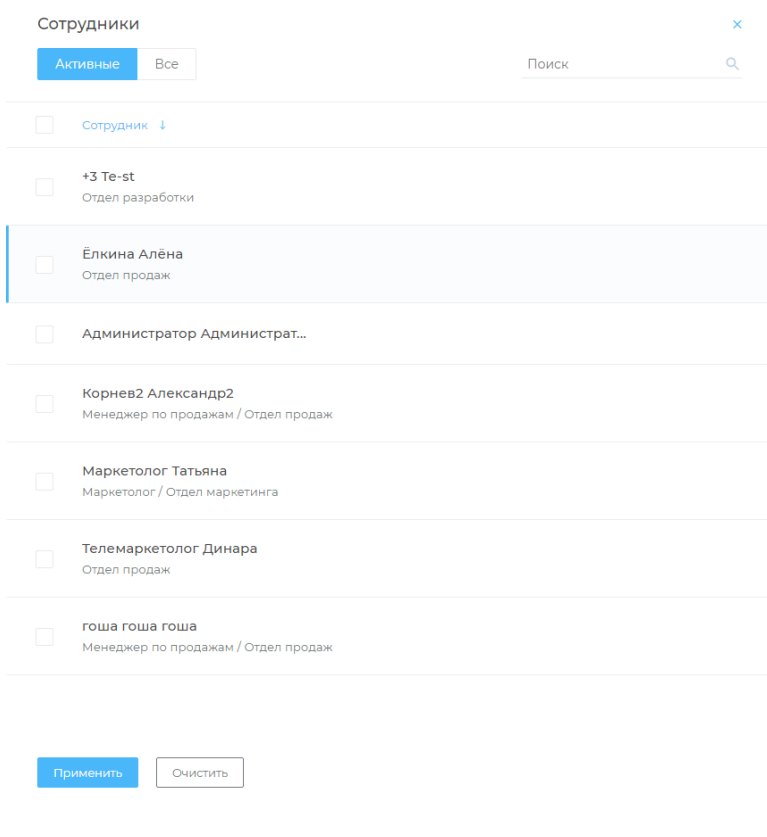 Сотрудники
Активные Все Поиск
Сотрудник ↓
+3 Te-st
Отдел разработки
Ёлкина Алёна
Отдел продаж
Администратор Администрат...
Корнев2 Александр2
Менеджер по продажам / Отдел продаж
Маркетолог Татьяна
Маркетолог / Отдел маркетинга
Телемаркетолог Динара
Отдел продаж
гоша гоша гоша
Менеджер по продажам / Отдел продаж
Применить Очистить